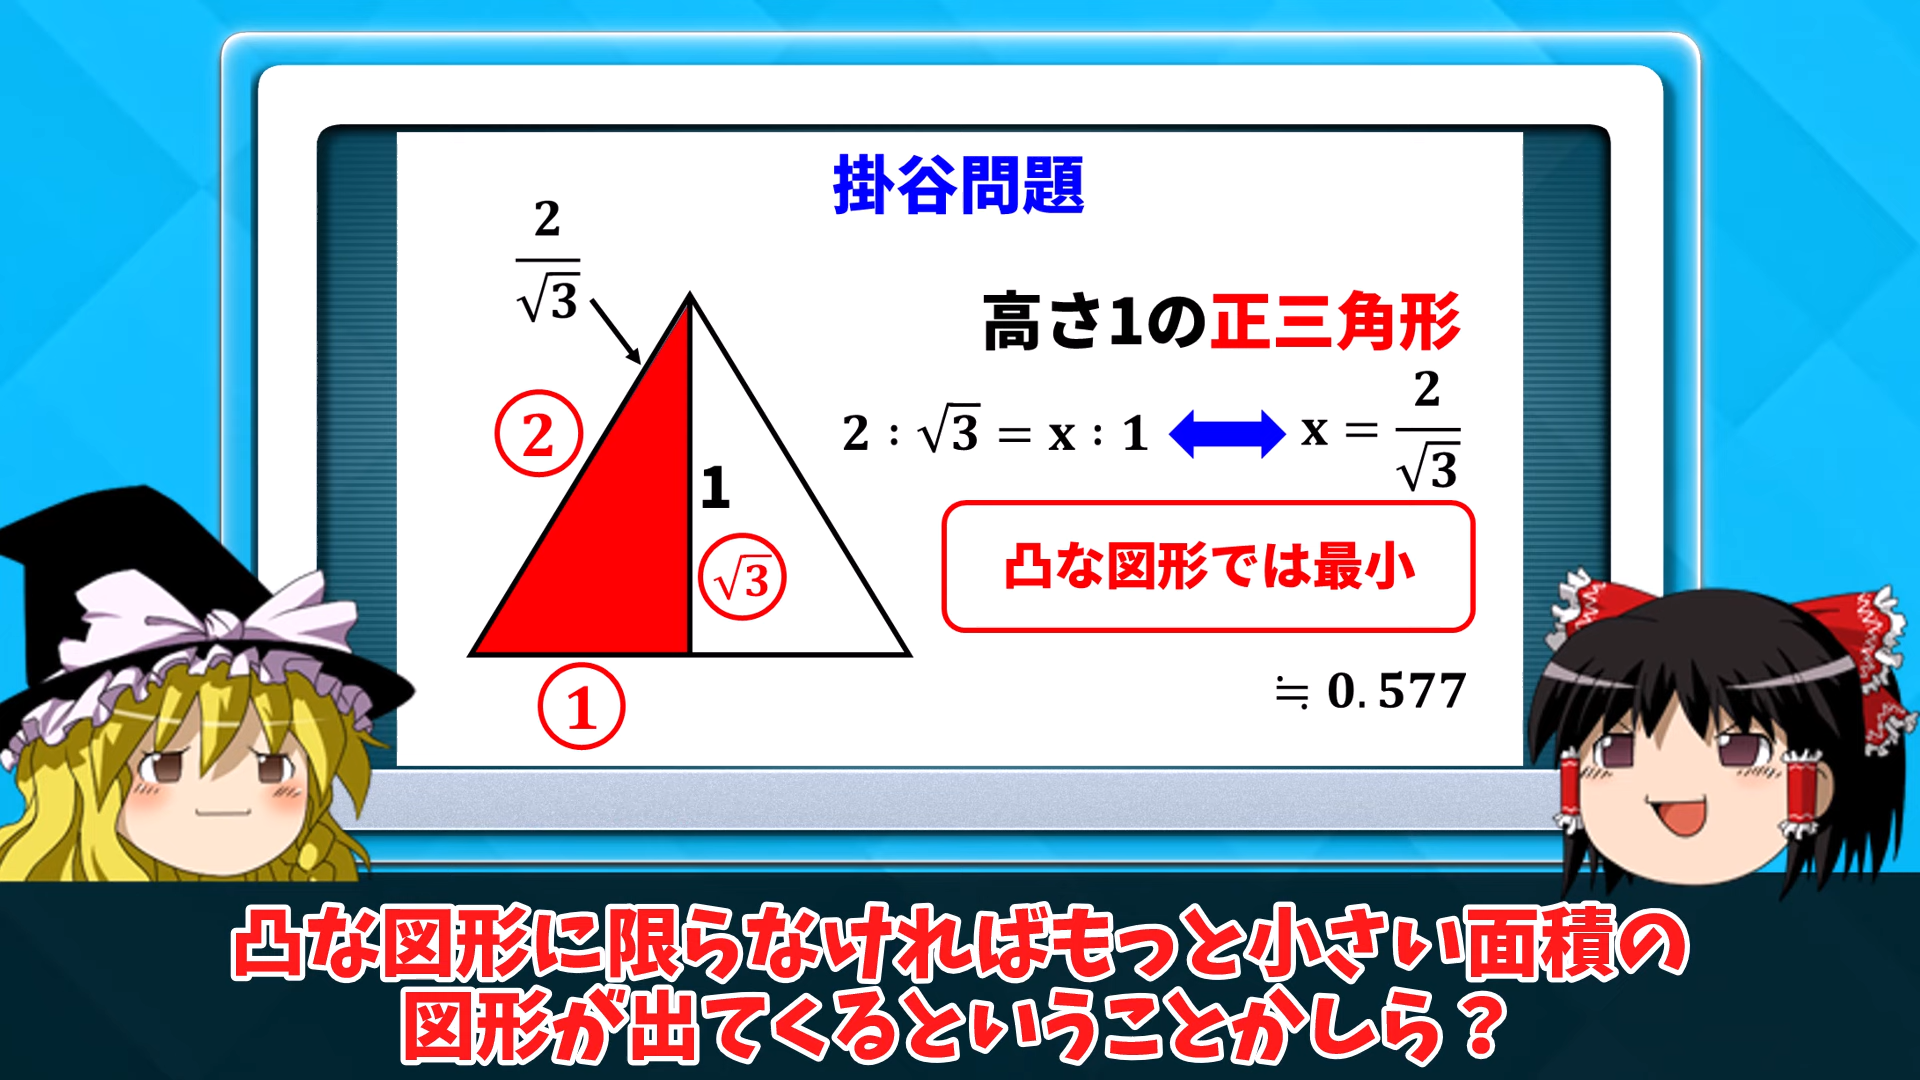 掛谷問題
2
√3
高さ1の正三角形
2 : √3 = x : 1 x = 2/√3
②
1
√3
凸な図形では最小
①
≒ 0.577
凸な図形に限らなければもっと小さい面積の
図形が出てくるということかしら？